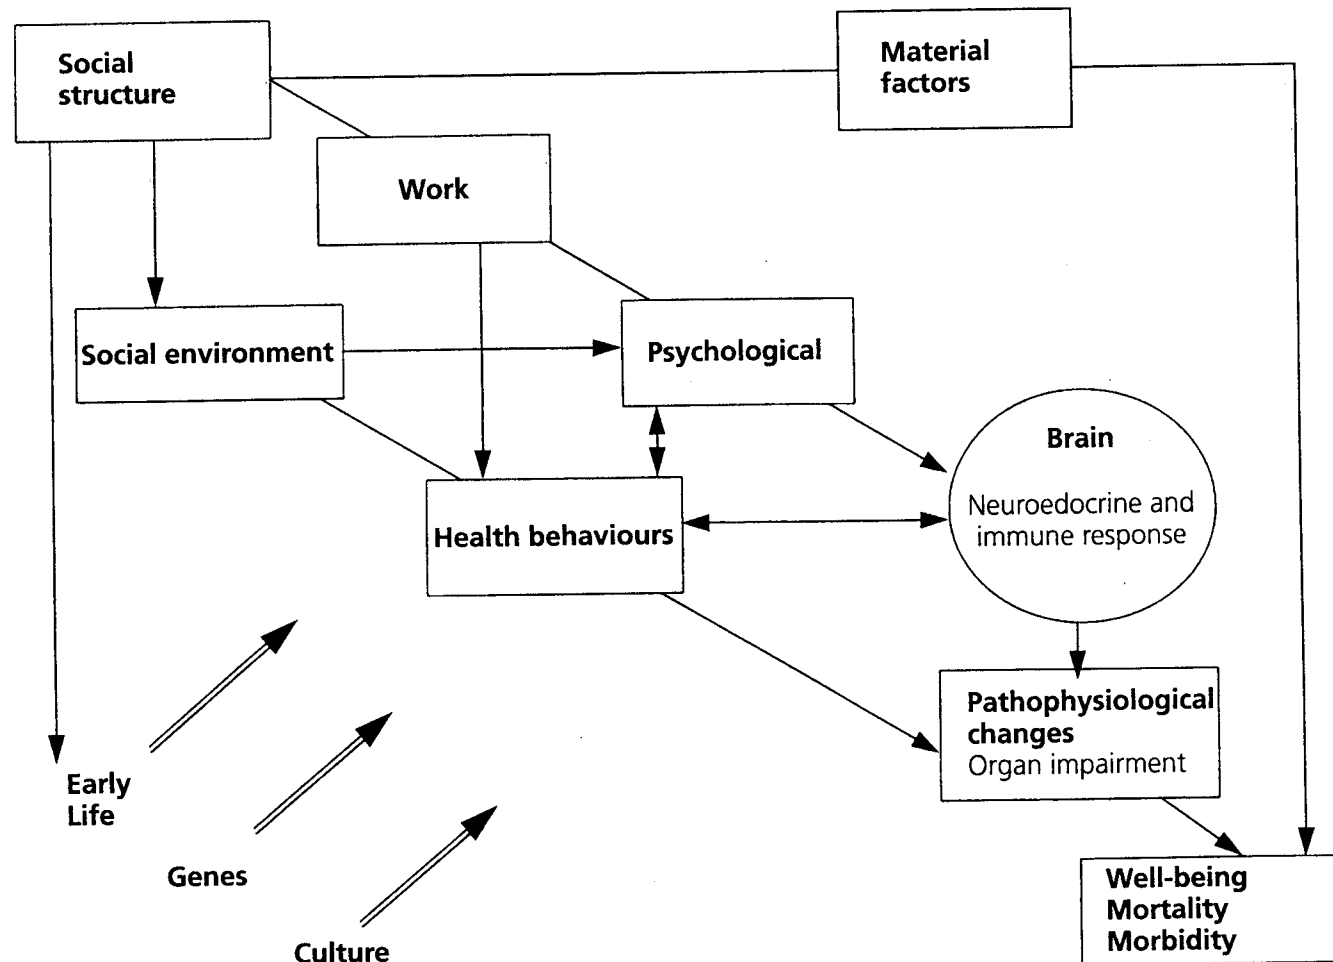 Social
structure
Material
factors
Work
Social environment
Psychological
Brain
Neuroedocrine and
immune response
Health behaviours
Pathophysiological
changes
Organ impairment
Early
Life
Genes
Culture
Well-being
Mortality
Morbidity